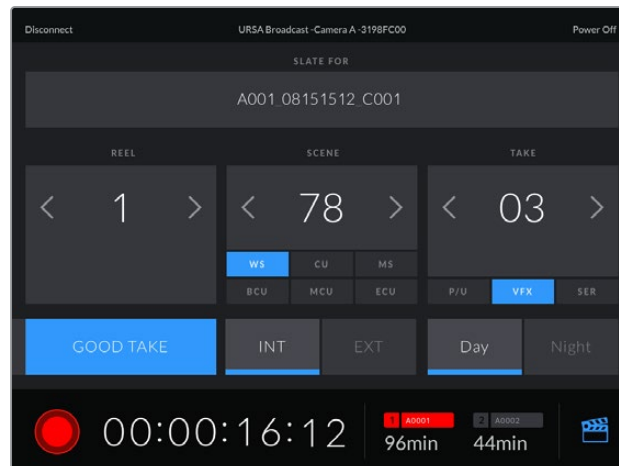 Disconnect URSA Broadcast -Camera A -3198FC00 Power Off
SLATE FOR
A001_08151512_C001
REEL SCENE TAKE
1 78 03
WS CU MS
BCU MCU ECU P/U VFX SER
GOOD TAKE INT EXT Day Night
1 A0001 2 A0002
00:00:16:12 96min 44min